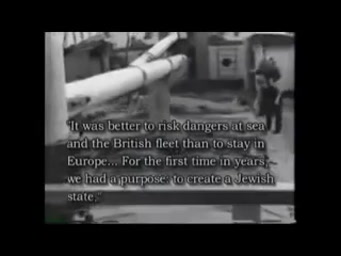 "It was better to risk dangers at sea
and the British fleet than to stay in
Europe... For the first time in years,
we had a purpose: to create a Jewish
state."